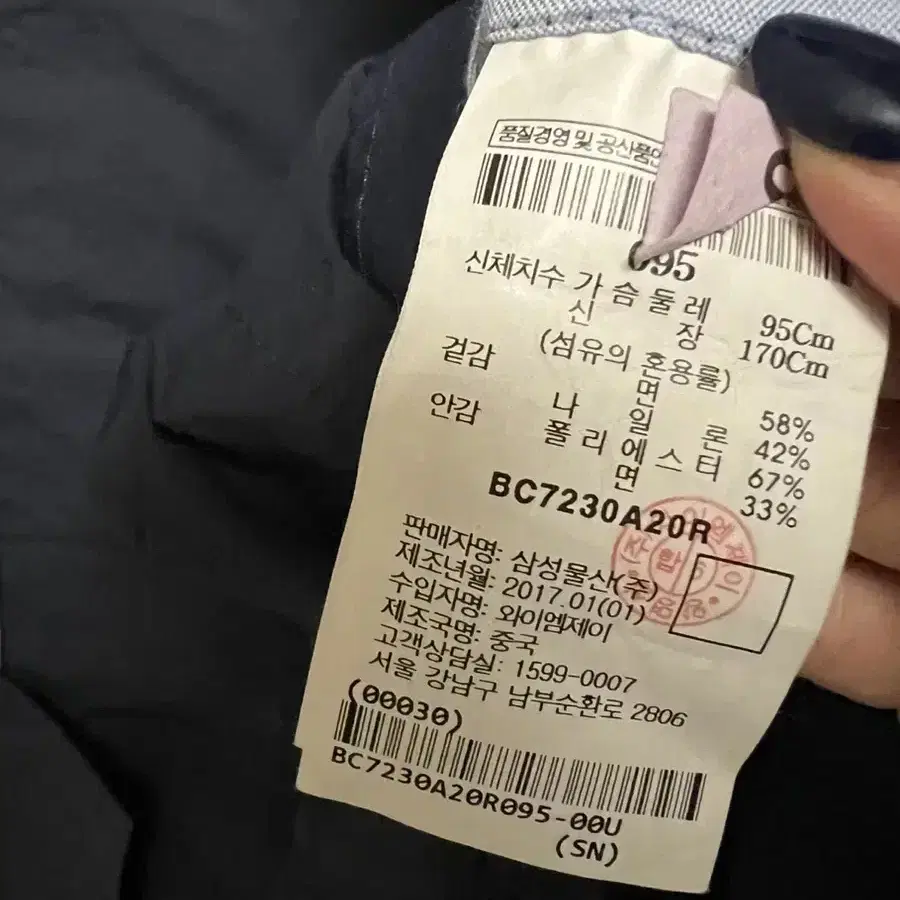 품질경영 및 공산품안
095
신체치수 가 슴 둘 레 95Cm
신 장 170Cm
(섬유의 혼용률)
겉감 면 58%
나 일 론 42%
안감 폴 리 에 스 터 67%
면 33%
BC7230A20R
판매자명: 삼성물산(주)
제조년월: 2017.01(01)
수입자명: 와이엠제이
제조국명: 중국
고객상담실: 1599-0007
서울 강남구 남부순환로 2806
(00030)
BC7230A20R095-00U
(SN)